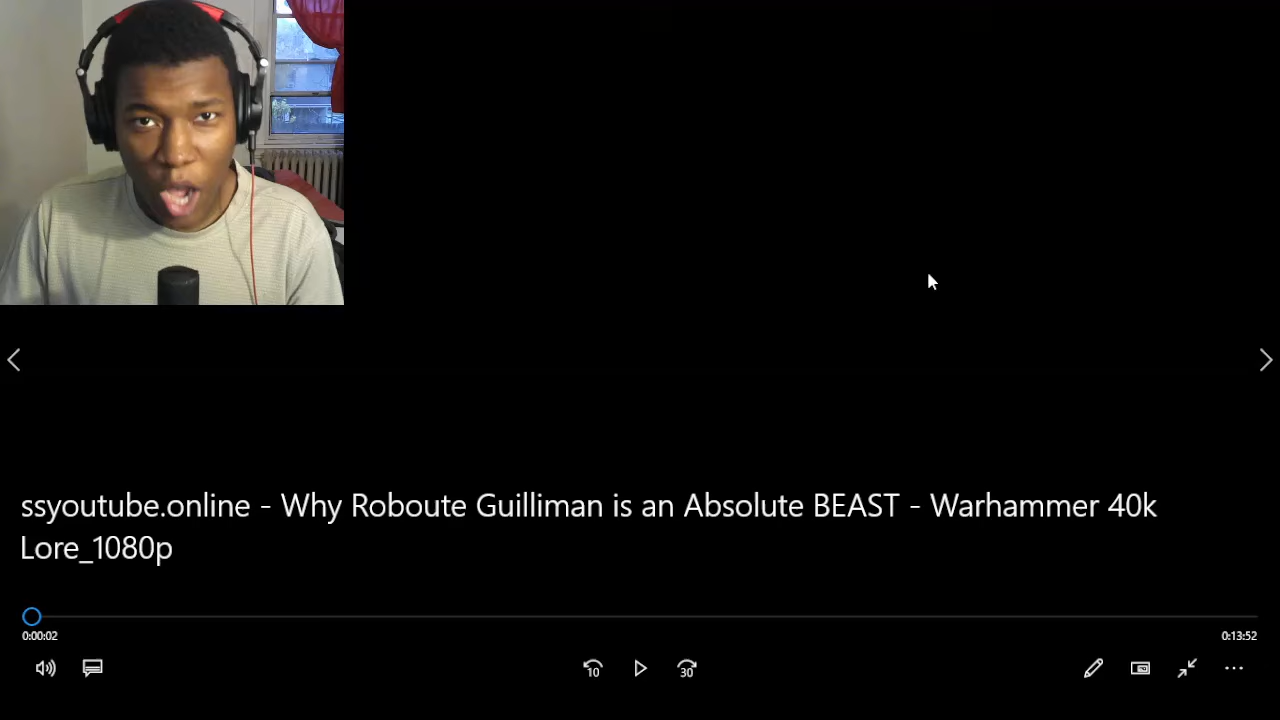 ssyoutube.online - Why Roboute Guilliman is an Absolute BEAST - Warhammer 40k
Lore_1080p
0:00:02
0:13:52
10
30